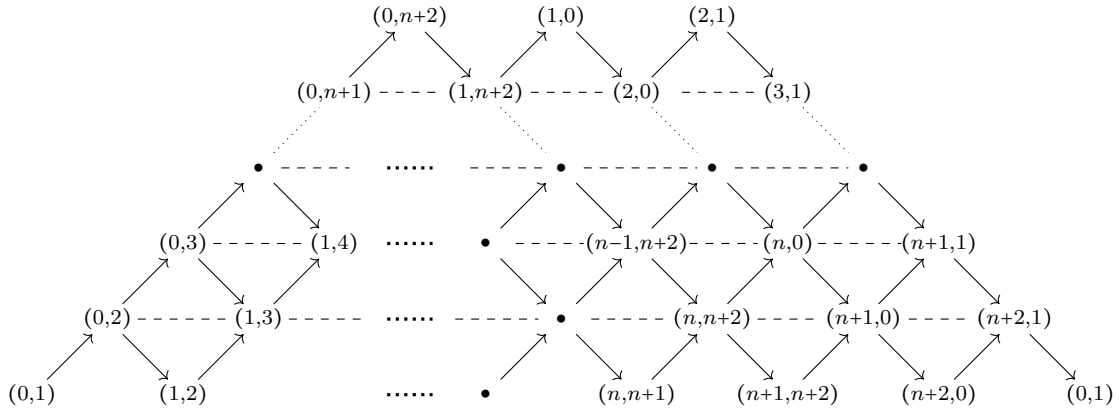 (0,n+2) (1,0) (2,1)
(0,n+1) (1,n+2) (2,0) (3,1)
(0,3) (1,4) (n−1,n+2) (n,0) (n+1,1)
(0,2) (1,3) (n,n+2) (n+1,0) (n+2,1)
(0,1) (1,2) (n,n+1) (n+1,n+2) (n+2,0) (0,1)